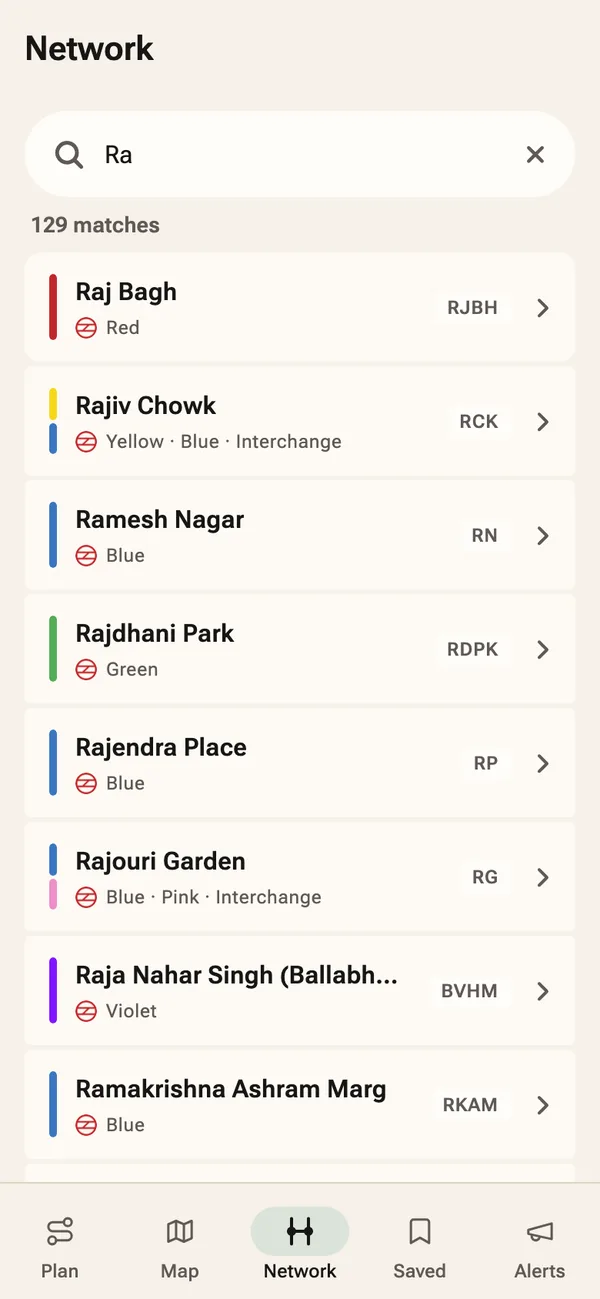 Network
Ra
129 matches
Raj Bagh
Red
RJBH
Rajiv Chowk
Yellow · Blue · Interchange
RCK
Ramesh Nagar
Blue
RN
Rajdhani Park
Green
RDPK
Rajendra Place
Blue
RP
Rajouri Garden
Blue · Pink · Interchange
RG
Raja Nahar Singh (Ballabh...
Violet
BVHM
Ramakrishna Ashram Marg
Blue
RKAM
Plan
Map
Network
Saved
Alerts